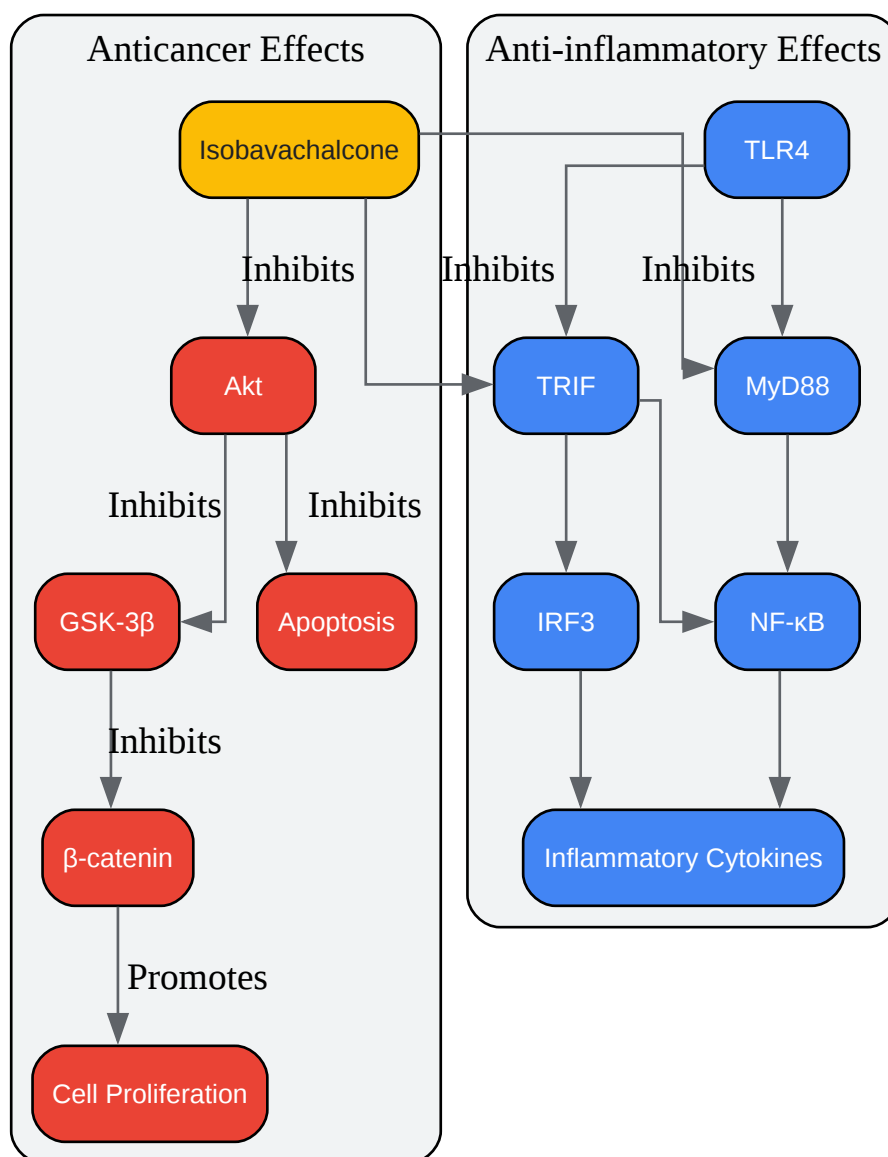 Anticancer Effects
Anti-inflammatory Effects
Isobavachalcone
TLR4
Inhibits
Inhibits
Inhibits
Akt
TRIF
MyD88
Inhibits
Inhibits
GSK-3β
Apoptosis
IRF3
NF-κB
Inhibits
β-catenin
Inflammatory Cytokines
Promotes
Cell Proliferation